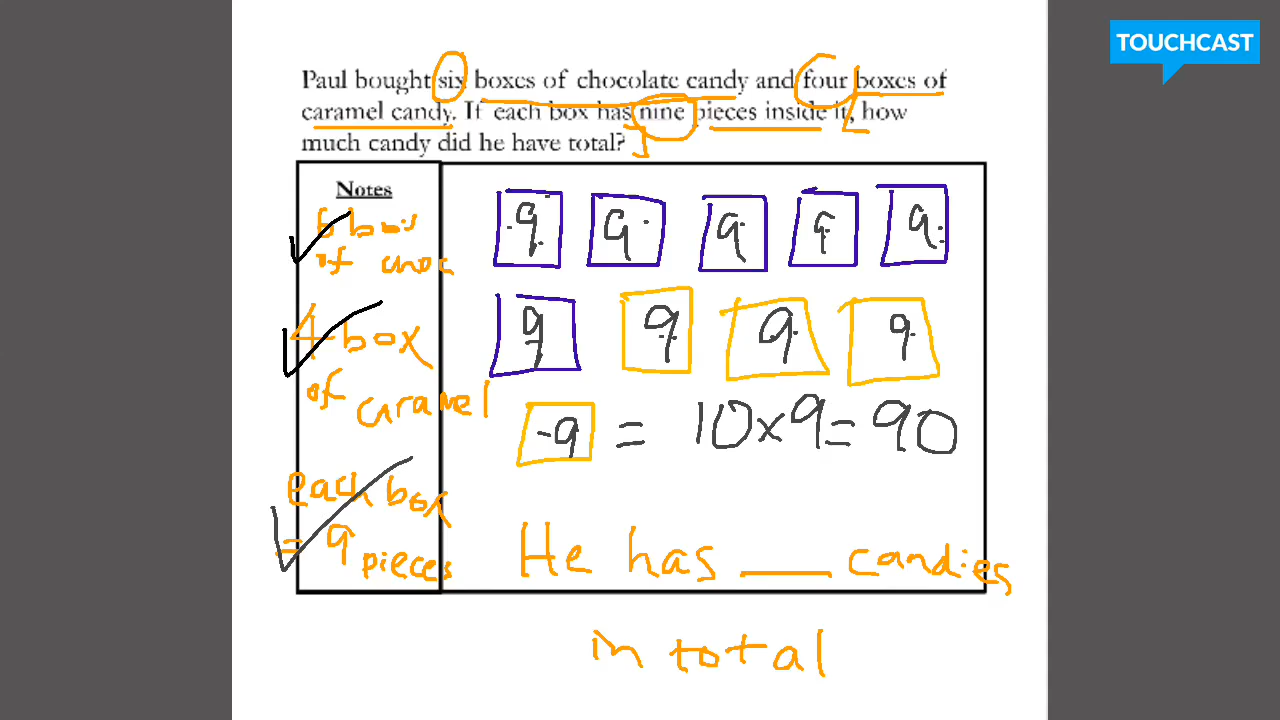 TOUCHCAST
Paul bought six boxes of chocolate candy and four boxes of
caramel candy. If each box has nine pieces inside it, how
much candy did he have total?
Notes
6
of choc
4 box
of caramel
each box
= 9 pieces
9 9 9 9 9
9 9 9 9
9 = 10x9=90
He has ___ candies
in total